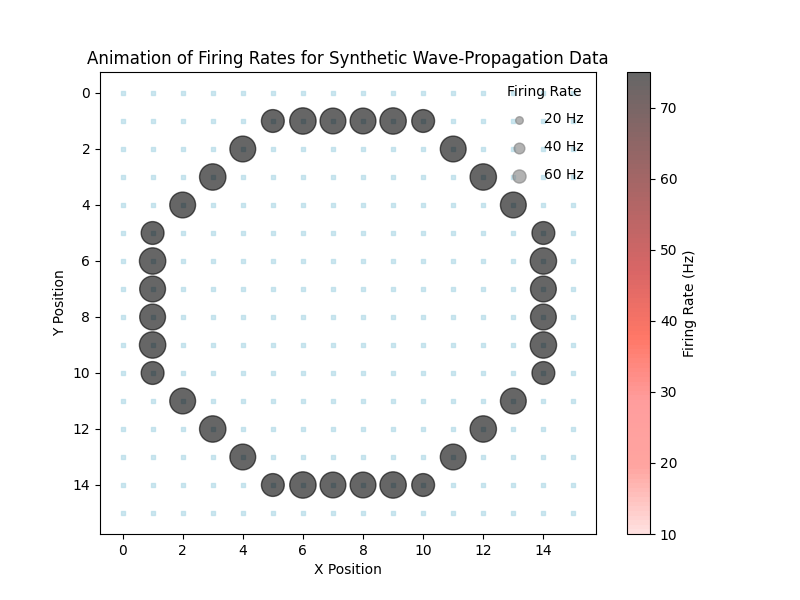 Animation of Firing Rates for Synthetic Wave-Propagation Data
Firing Rate
20 Hz
40 Hz
60 Hz
0
2
4
6
8
10
12
14
Y Position
0
2
4
6
8
10
12
14
X Position
70
60
50
40
30
20
10
Firing Rate (Hz)